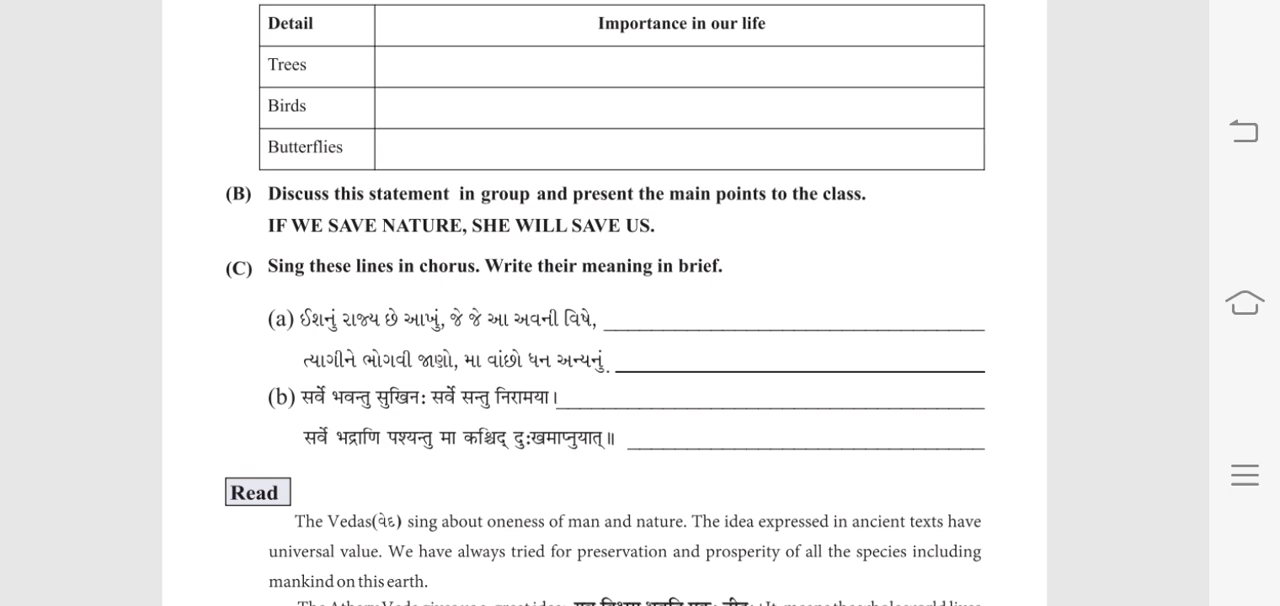 Detail Importance in our life
Trees
Birds
Butterflies
(B) Discuss this statement in group and present the main points to the class.
IF WE SAVE NATURE, SHE WILL SAVE US.
(C) Sing these lines in chorus. Write their meaning in brief.
(a) ઈશનું રાજ્ય છે આખું, જે જે આ અવની વિષે,
ત્યાગીને ભોગવી જાણો, મા વાંછો ધન અન્યનું.
(b) सर्वे भवन्तु सुखिन: सर्वे सन्तु निरामया।
सर्वे भद्राणि पश्यन्तु मा कश्चिद् दु:खमाप्नुयात्॥
Read
The Vedas(વેદ) sing about oneness of man and nature. The idea expressed in ancient texts have
universal value. We have always tried for preservation and prosperity of all the species including
mankind on this earth.